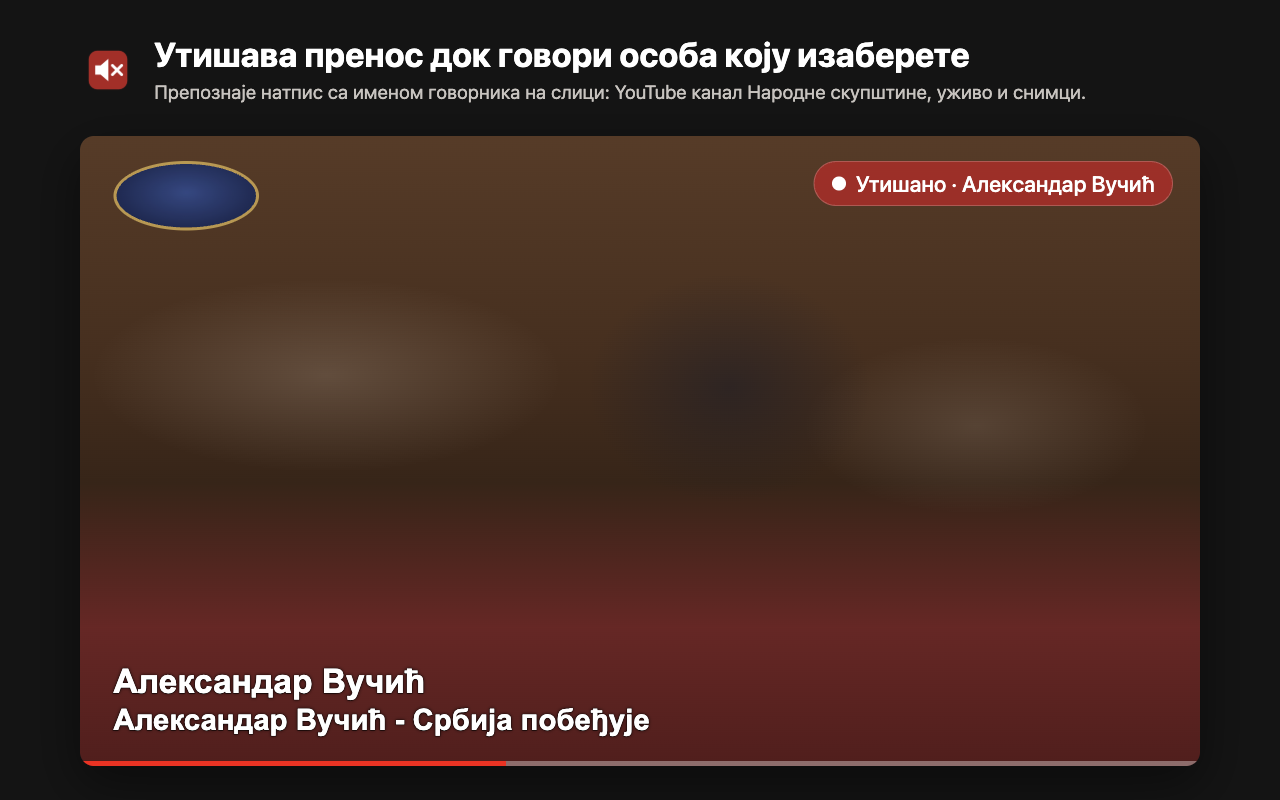 Утишава пренос док говори особа коју изаберете
Препознаје натпис са именом говорника на слици: YouTube канал Народне скупштине, уживо и снимци.
Утишано · Александар Вучић
Александар Вучић
Александар Вучић - Србија побеђује